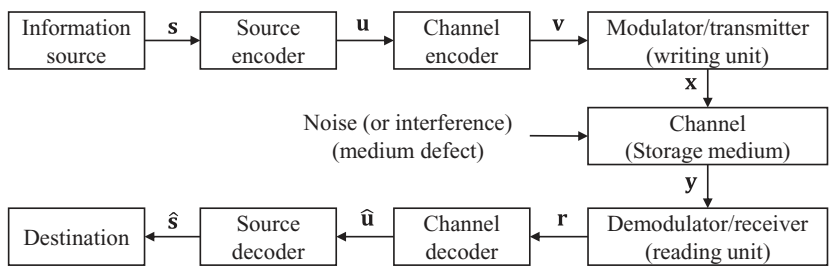 Information source
s
Source encoder
u
Channel encoder
v
Modulator/transmitter (writing unit)
x
Noise (or interference)
(medium defect)
Channel
(Storage medium)
y
Destination
ŝ
Source decoder
û
Channel decoder
r
Demodulator/receiver
(reading unit)